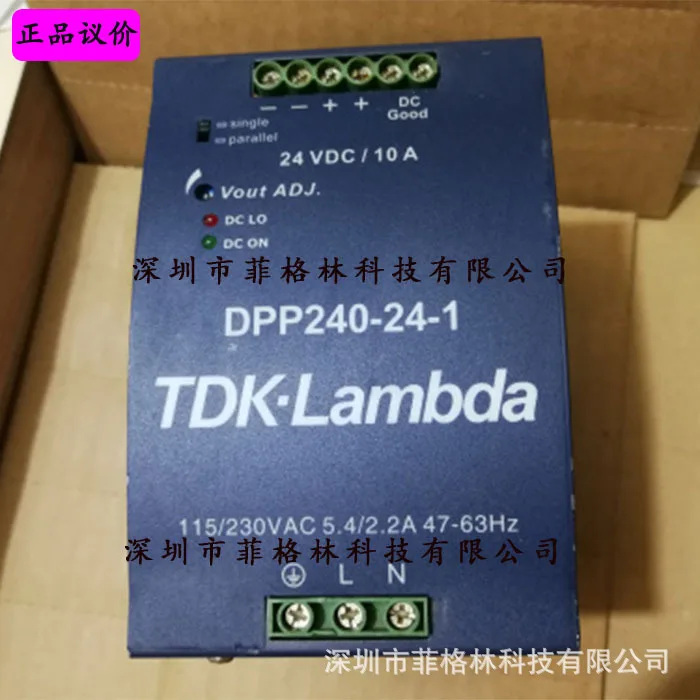 正品议价
− − + + DC
Good
single
parallel
24 VDC / 10 A
Vout ADJ.
DC LO
DC ON
深圳市菲格林科技有限公司
DPP240-24-1
TDK·Lambda
115/230VAC 5.4/2.2A 47-63Hz
深圳市菲格林科技有限公司
L N
深圳市菲格林科技有限公司